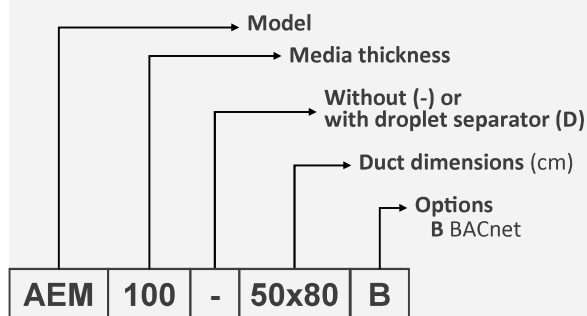 Model
Media thickness
Without (-) or
with droplet separator (D)
Duct dimensions (cm)
Options
B BACnet
AEM 100 - 50x80 B